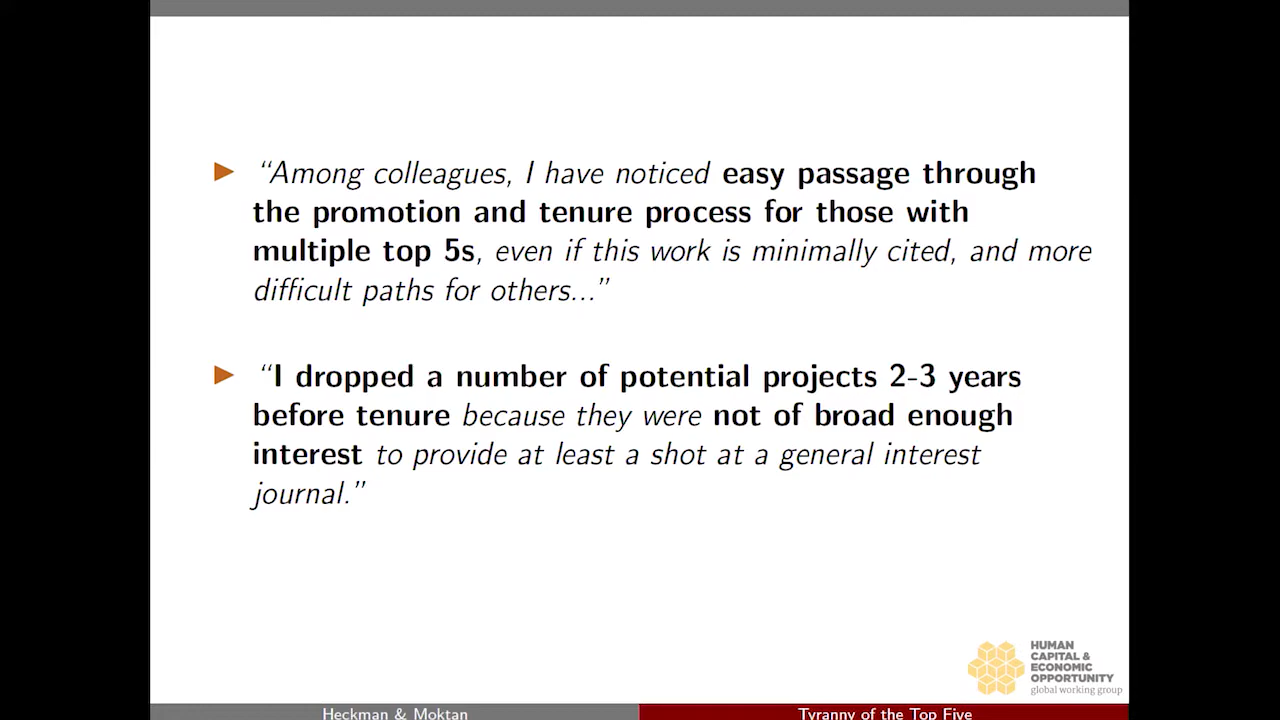 “Among colleagues, I have noticed easy passage through
the promotion and tenure process for those with
multiple top 5s, even if this work is minimally cited, and more
difficult paths for others...”
“I dropped a number of potential projects 2-3 years
before tenure because they were not of broad enough
interest to provide at least a shot at a general interest
journal.”
HUMAN
CAPITAL &
ECONOMIC
OPPORTUNITY
global working group
Heckman & Moktan
Tyranny of the Top Five